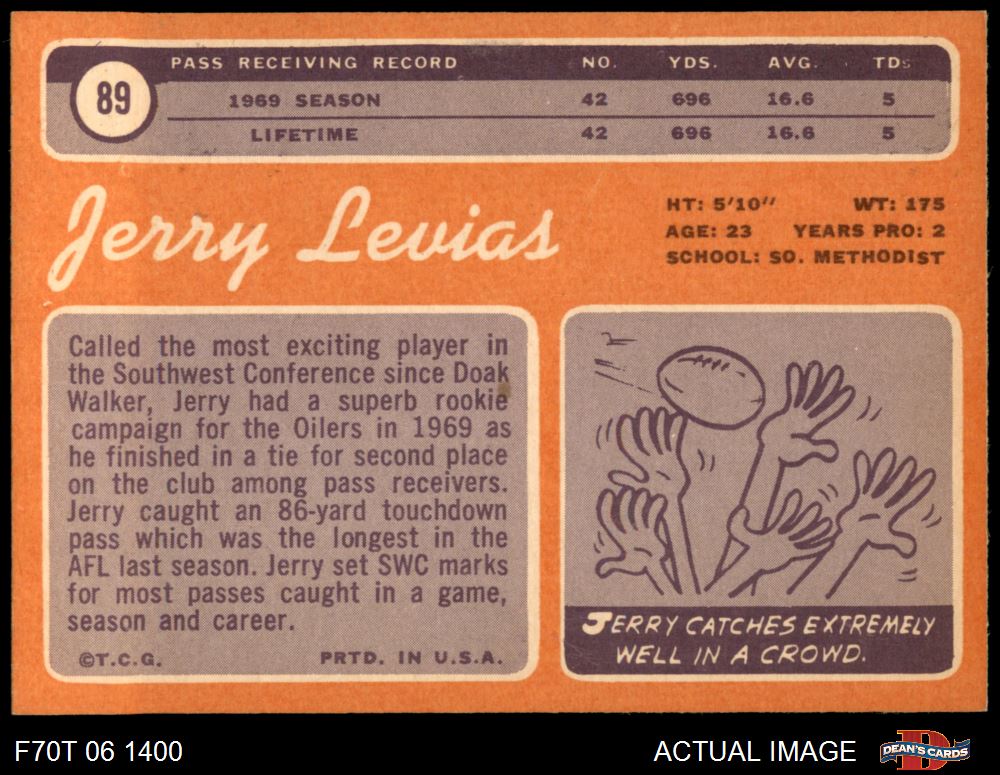 89
PASS RECEIVING RECORD NO. YDS. AVG. TDs
1969 SEASON 42 696 16.6 5
LIFETIME 42 696 16.6 5
Jerry Levias
HT: 5'10" WT: 175
AGE: 23 YEARS PRO: 2
SCHOOL: SO. METHODIST
Called the most exciting player in
the Southwest Conference since Doak
Walker, Jerry had a superb rookie
campaign for the Oilers in 1969 as
he finished in a tie for second place
on the club among pass receivers.
Jerry caught an 86-yard touchdown
pass which was the longest in the
AFL last season. Jerry set SWC marks
for most passes caught in a game,
season and career.
©T.C.G. PRTD. IN U.S.A.
JERRY CATCHES EXTREMELY
WELL IN A CROWD.
F70T 06 1400 ACTUAL IMAGE D DEAN'S CARDS